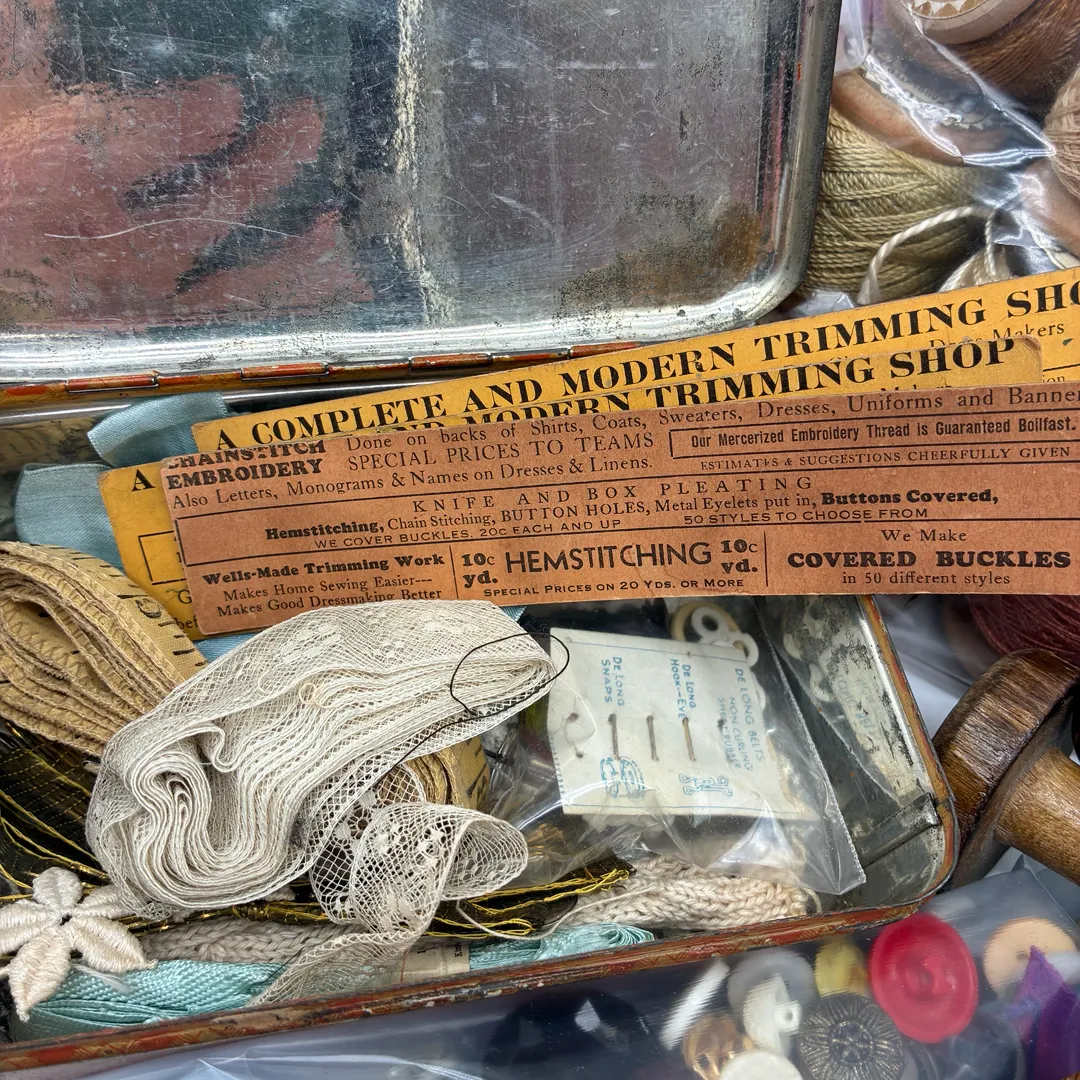 A COMPLETE AND MODERN TRIMMING
Makers
MODERN TRIMMING SHOP
A
CHAINSTITCH
EMBROIDERY
Done on backs of Shirts, Coats, Sweaters, Dresses, Uniforms and
SPECIAL PRICES TO TEAMS
Our Mercerized Embroidery Thread is Guaranteed Boilfast.
Also Letters, Monograms & Names on Dresses & Linens.
ESTIMATES & SUGGESTIONS CHEERFULLY GIVEN
KNIFE AND BOX PLEATING
Hemstitching, Chain Stitching, BUTTON HOLES, Metal Eyelets put in, Buttons Covered,
WE COVER BUCKLES, 20c EACH AND UP 50 STYLES TO CHOOSE FROM
Wells-Made Trimming Work
Makes Home Sewing Easier---
Makes Good Dressmaking Better
10c
yd.
HEMSTITCHING
10c
yd.
SPECIAL PRICES ON 20 YDS. OR MORE
We Make
COVERED BUCKLES
in 50 different styles
DE LONG
SNAPS
DE LONG
HOOK-EYE
DE LONG BELTS
NON CURLING